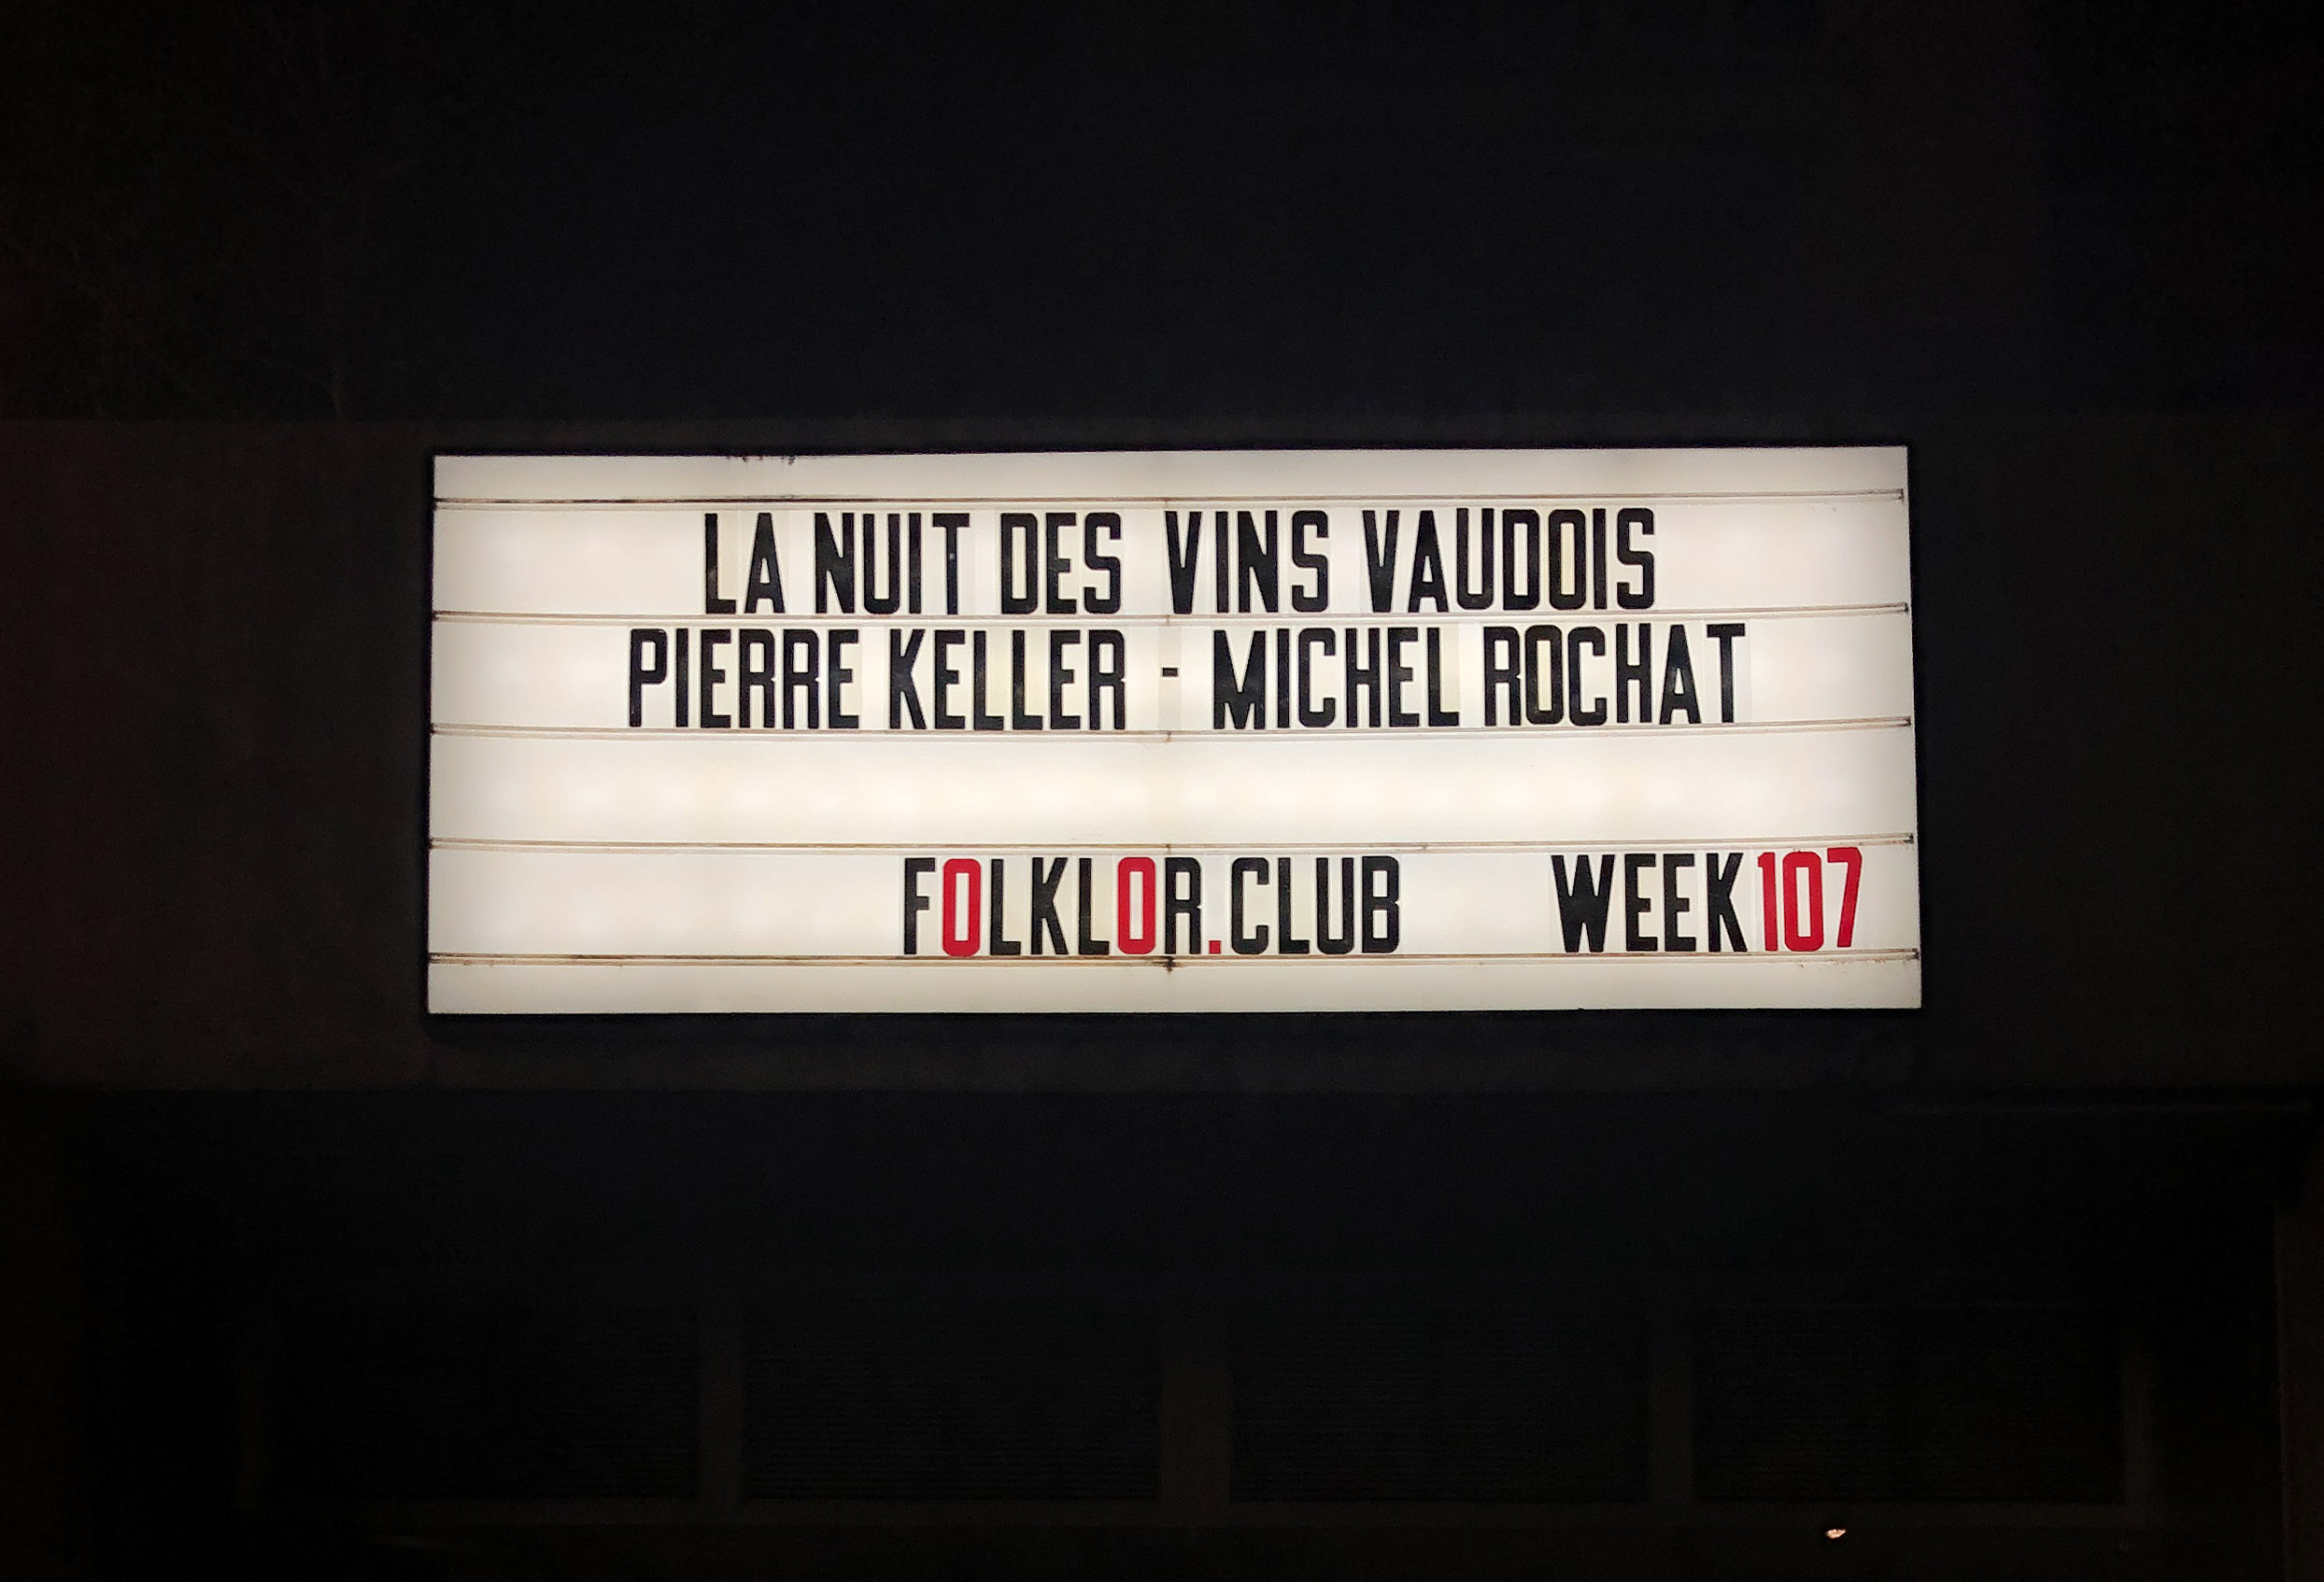 LA NUIT DES VINS VAUDOIS
PIERRE KELLER - MICHEL ROCHAT
FOLKLOR.CLUB WEEK107